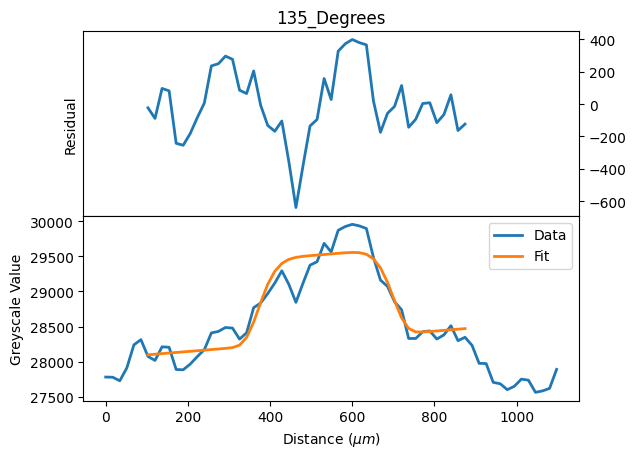 135_Degrees
Residual
400
200
0
−200
−400
−600
Greyscale Value
30000
29500
29000
28500
28000
27500
Data
Fit
0 200 400 600 800 1000
Distance (μm)